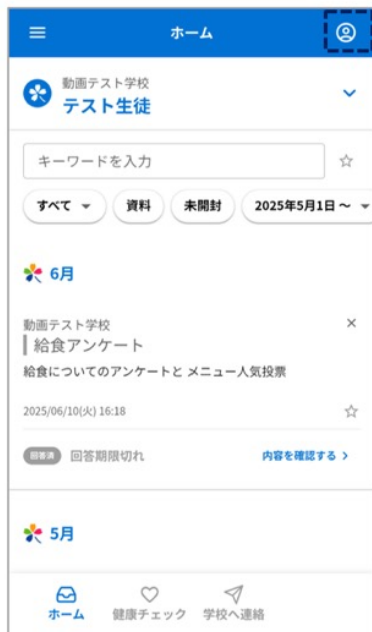 ホーム
動画テスト学校
テスト生徒
キーワードを入力
すべて 資料 未開封 2025年5月1日 ~
6月
動画テスト学校
給食アンケート
給食についてのアンケートと メニュー人気投票
2025/06/10(火) 16:18
回答済 回答期限切れ 内容を確認する
5月
ホーム 健康チェック 学校へ連絡